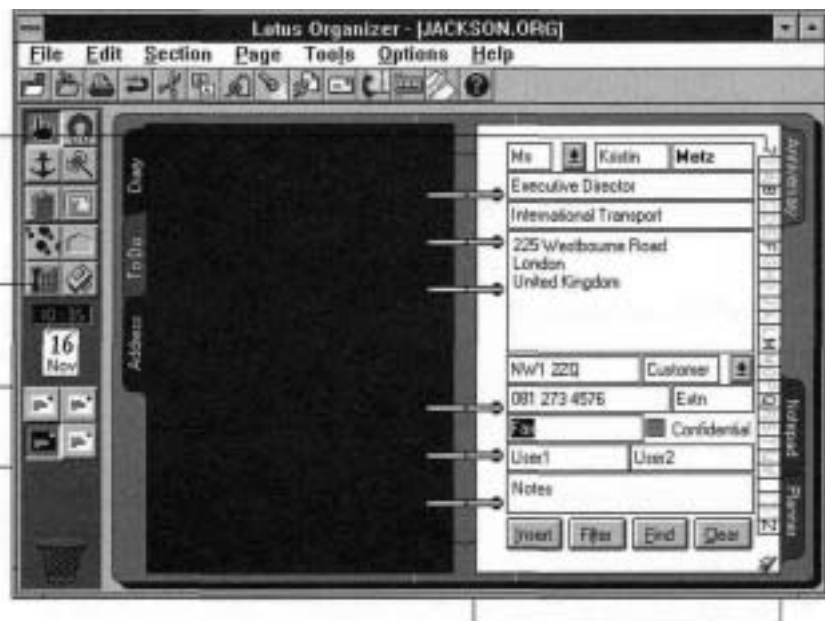 Lotus Organizer - [JACKSON.ORG]
File Edit Section Page Tools Options Help
Diary
To Do
Address
10:35
16
Nov
Ms Kristin Metz
Executive Director
International Transport
225 Westbourne Road
London
United Kingdom
NW1 2ZQ Customer
081 273 4576 Extn
Fax Confidential
User1 User2
Notes
Insert Filter Find Clear
Anniversary
Notepad
Planner